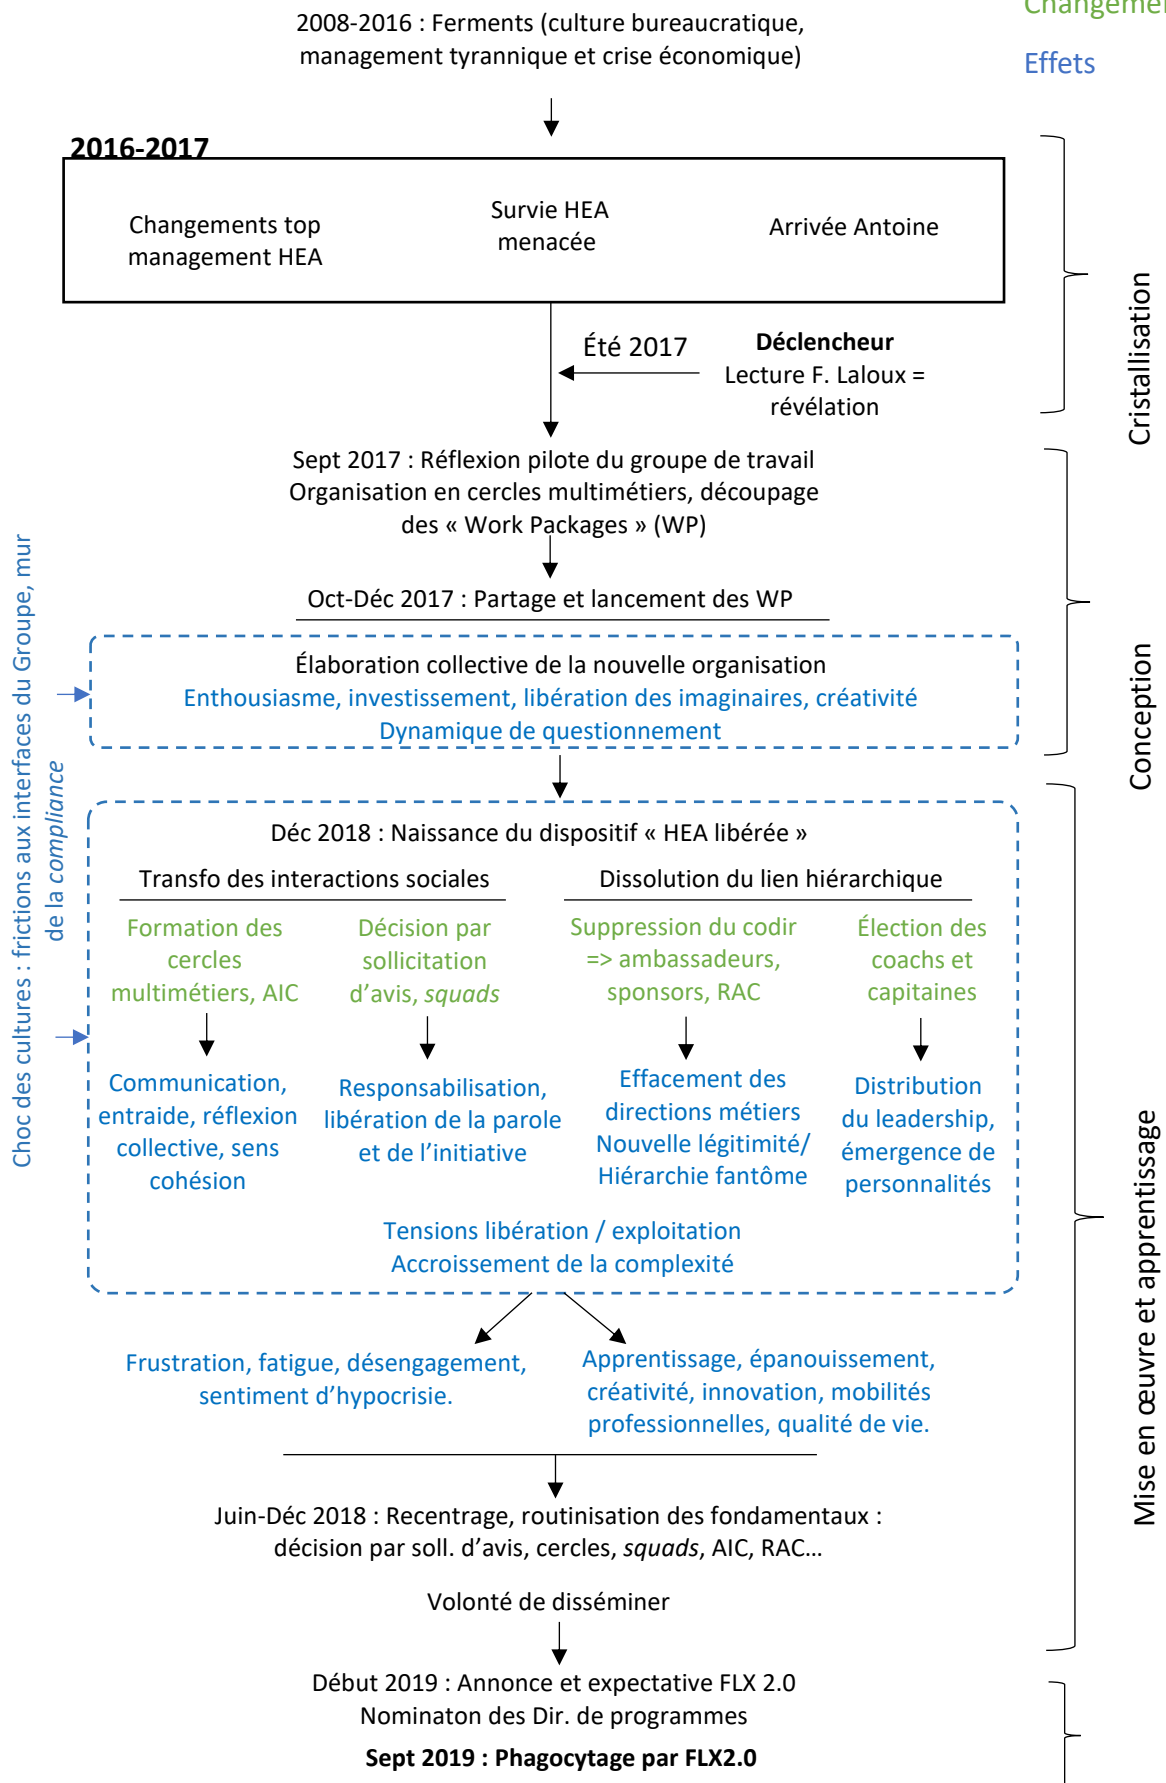 Changemen
Effets
2008-2016 : Ferments (culture bureaucratique,
management tyrannique et crise économique)
2016-2017
Changements top
management HEA
Survie HEA
menacée
Arrivée Antoine
Été 2017
Déclencheur
Lecture F. Laloux =
révélation
Cristallisation
Sept 2017 : Réflexion pilote du groupe de travail
Organisation en cercles multimétiers, découpage
des « Work Packages » (WP)
Oct-Déc 2017 : Partage et lancement des WP
Élaboration collective de la nouvelle organisation
Enthousiasme, investissement, libération des imaginaires, créativité
Dynamique de questionnement
Conception
Choc des cultures : frictions aux interfaces du Groupe, mur
de la compliance
Déc 2018 : Naissance du dispositif « HEA libérée »
Transfo des interactions sociales
Dissolution du lien hiérarchique
Formation des
cercles
multimétiers, AIC
Décision par
sollicitation
d'avis, squads
Suppression du codir
=> ambassadeurs,
sponsors, RAC
Élection des
coachs et
capitaines
Communication,
entraide, réflexion
collective, sens
cohésion
Responsabilisation,
libération de la parole
et de l'initiative
Effacement des
directions métiers
Nouvelle légitimité/
Hiérarchie fantôme
Distribution
du leadership,
émergence de
personnalités
Tensions libération / exploitation
Accroissement de la complexité
Frustration, fatigue, désengagement,
sentiment d'hypocrisie.
Apprentissage, épanouissement,
créativité, innovation, mobilités
professionnelles, qualité de vie.
Juin-Déc 2018 : Recentrage, routinisation des fondamentaux :
décision par soll. d'avis, cercles, squads, AIC, RAC…
Volonté de disséminer
Mise en œuvre et apprentissage
Début 2019 : Annonce et expectative FLX 2.0
Nominaton des Dir. de programmes
Sept 2019 : Phagocytage par FLX2.0